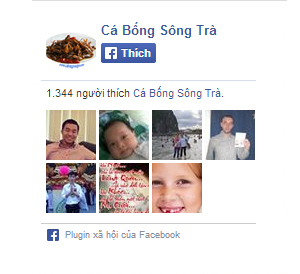 Cá Bống Sông Trà
Thích
1.344 người thích Cá Bống Sông Trà.
Plugin xã hội của Facebook